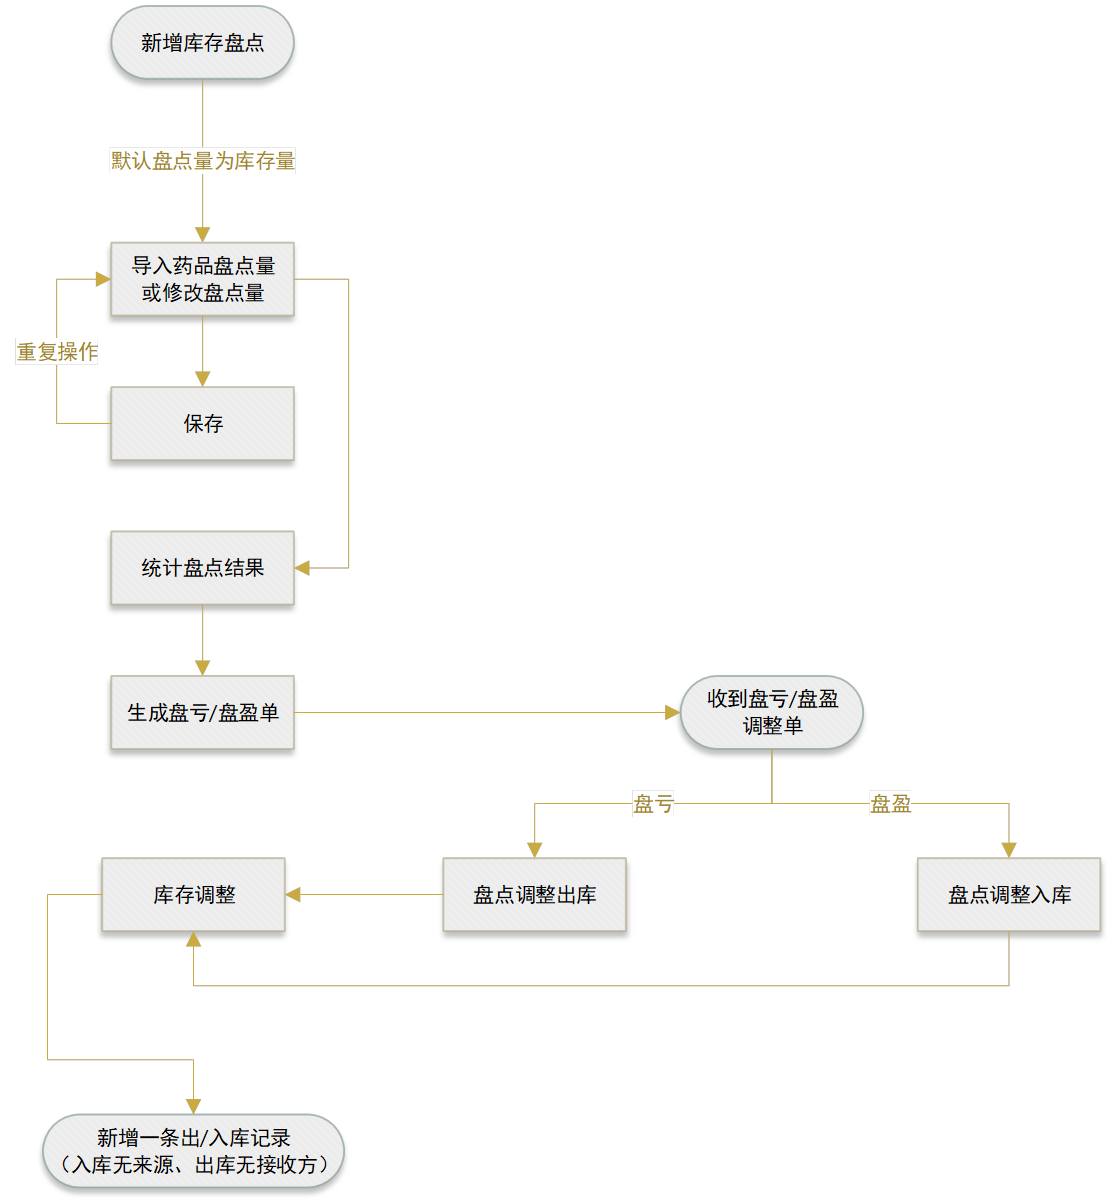 新增库存盘点
默认盘点量为库存量
导入药品盘点量
或修改盘点量
重复操作
保存
统计盘点结果
生成盘亏/盘盈单
收到盘亏/盘盈
调整单
盘亏
盘盈
库存调整
盘点调整出库
盘点调整入库
新增一条出/入库记录
（入库无来源、出库无接收方）